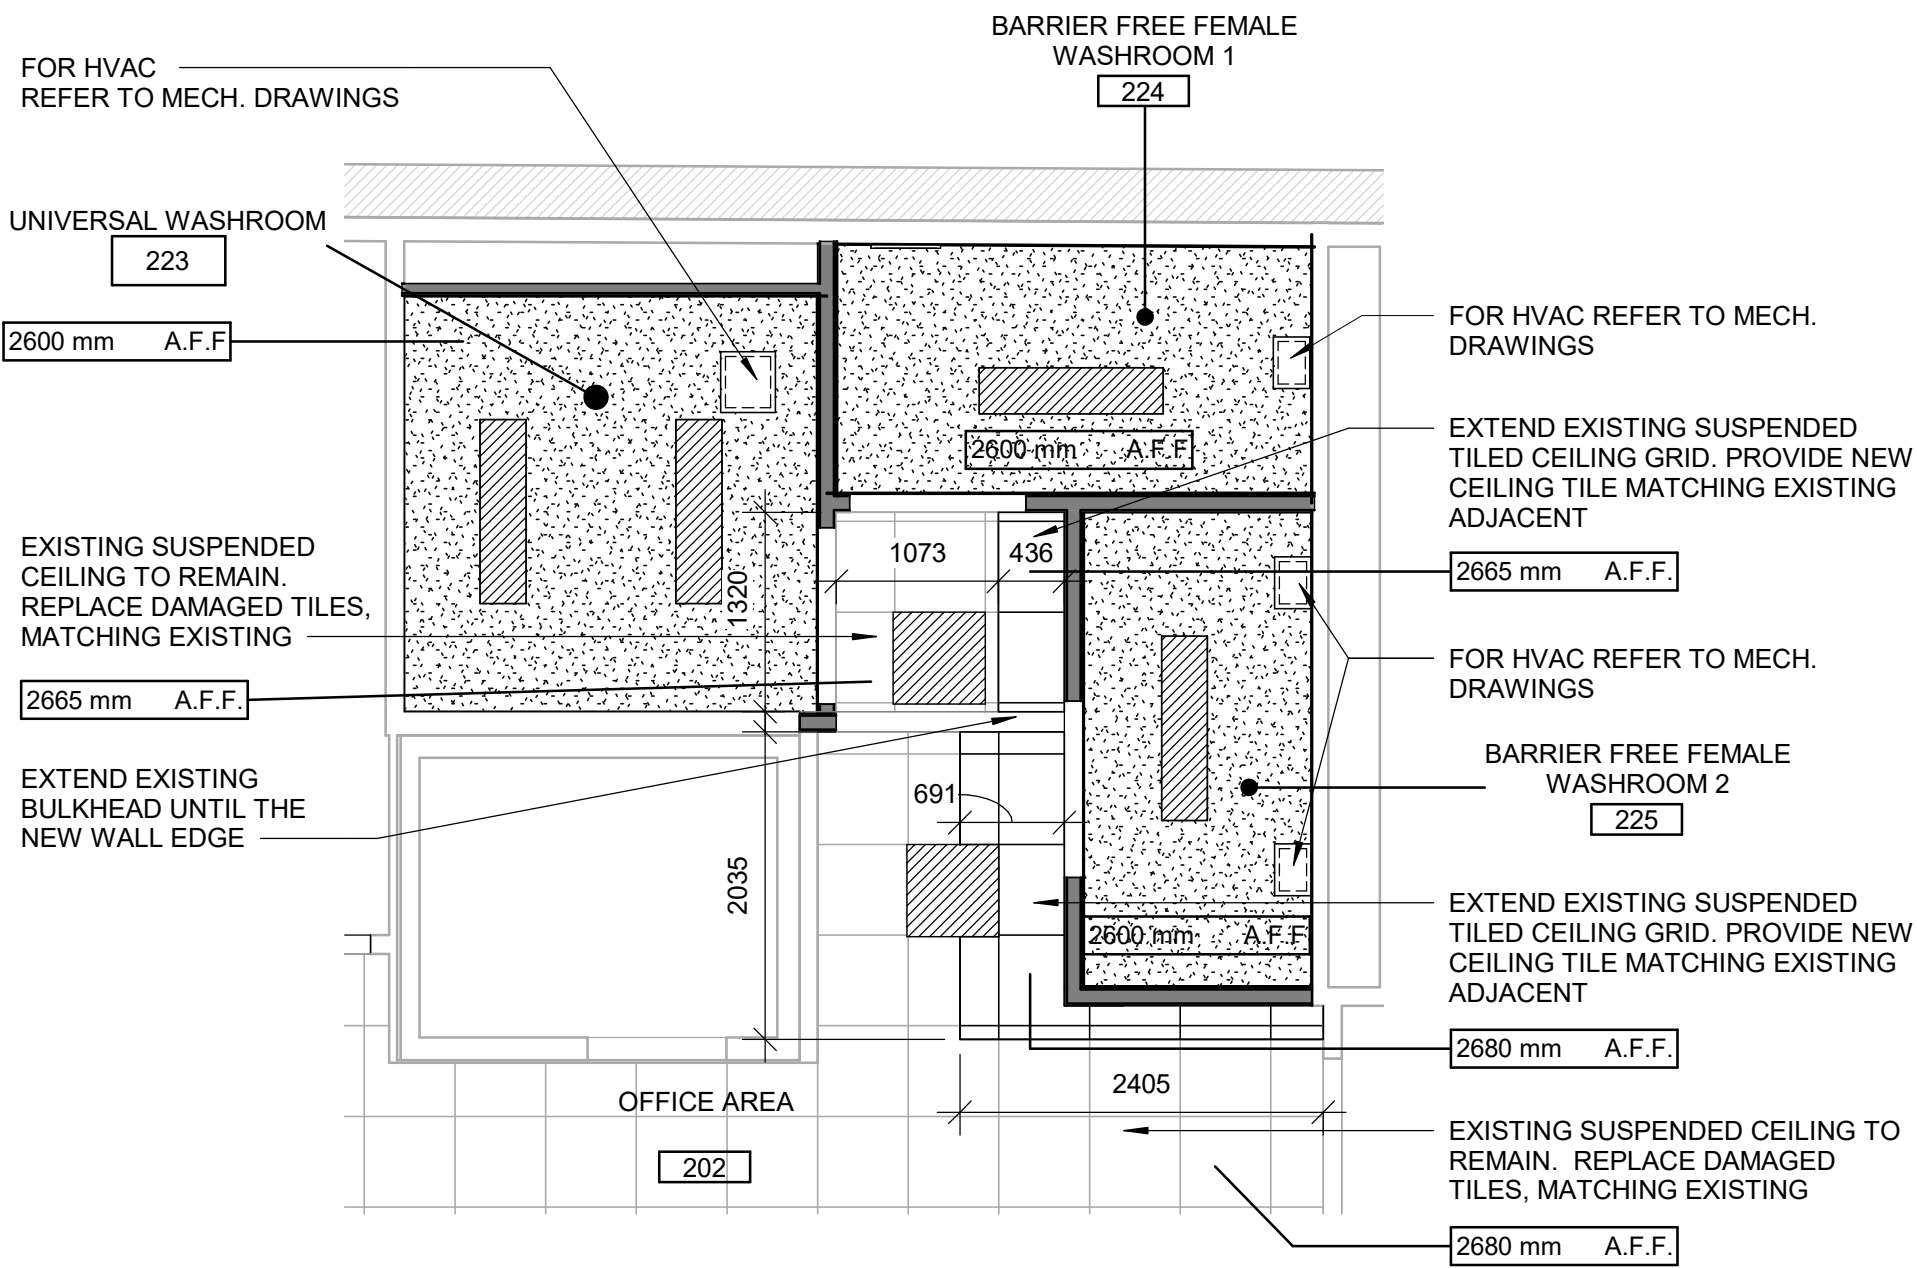 BARRIER FREE FEMALE
WASHROOM 1
224
FOR HVAC
REFER TO MECH. DRAWINGS
UNIVERSAL WASHROOM
223
2600 mm A.F.F
FOR HVAC REFER TO MECH.
DRAWINGS
2600 mm A.F.F
EXTEND EXISTING SUSPENDED
TILED CEILING GRID. PROVIDE NEW
CEILING TILE MATCHING EXISTING
ADJACENT
2665 mm A.F.F.
EXISTING SUSPENDED
CEILING TO REMAIN.
REPLACE DAMAGED TILES,
MATCHING EXISTING
2665 mm A.F.F.
1073
436
1320
FOR HVAC REFER TO MECH.
DRAWINGS
BARRIER FREE FEMALE
WASHROOM 2
225
EXTEND EXISTING
BULKHEAD UNTIL THE
NEW WALL EDGE
691
2035
2600 mm A.F.F
EXTEND EXISTING SUSPENDED
TILED CEILING GRID. PROVIDE NEW
CEILING TILE MATCHING EXISTING
ADJACENT
2680 mm A.F.F.
2405
OFFICE AREA
202
EXISTING SUSPENDED CEILING TO
REMAIN. REPLACE DAMAGED
TILES, MATCHING EXISTING
2680 mm A.F.F.